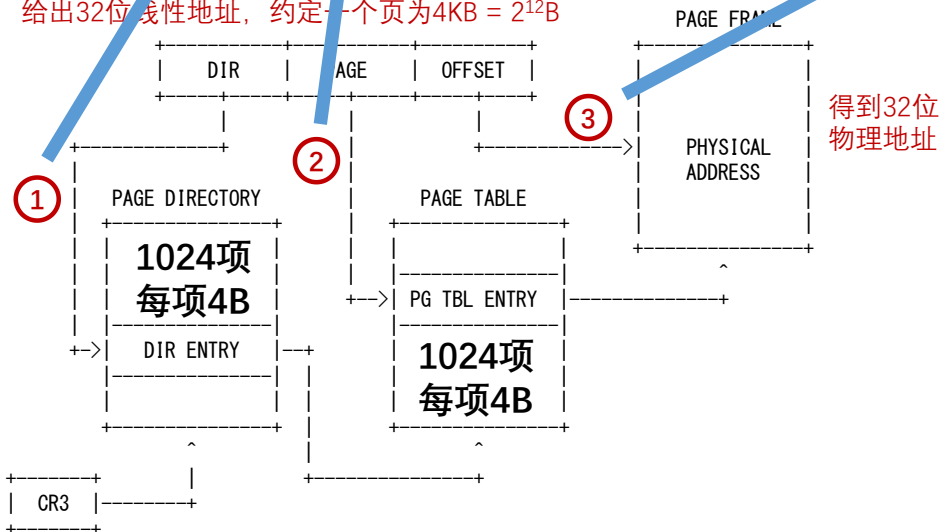 给出32位线性地址，约定一个页为4KB = 2¹²B
PAGE FRAME
DIR
PAGE
OFFSET
得到32位
物理地址
③
PHYSICAL
ADDRESS
②
①
PAGE DIRECTORY
PAGE TABLE
1024项
每项4B
PG TBL ENTRY
DIR ENTRY
1024项
每项4B
CR3